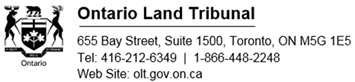 Ontario Land Tribunal
655 Bay Street, Suite 1500, Toronto, ON M5G 1E5
Tel: 416-212-6349 | 1-866-448-2248
Web Site: olt.gov.on.ca
Ontario